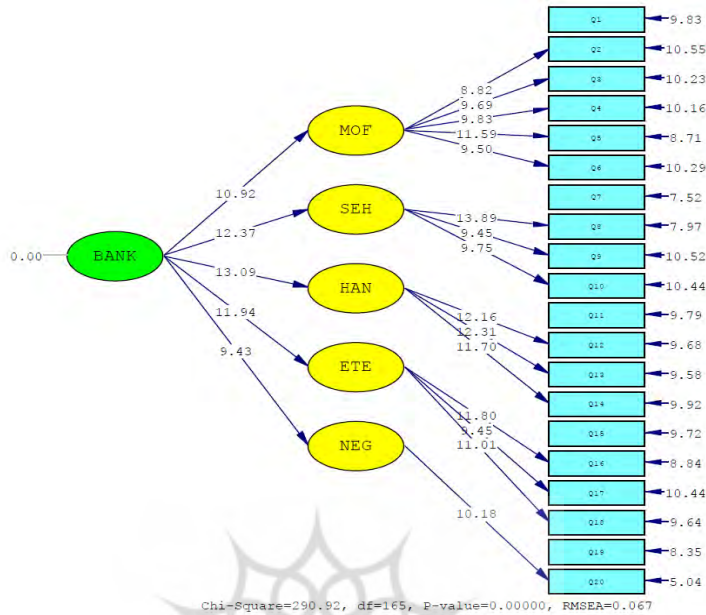 Q1 9.83
Q2 10.55
Q3 10.23
Q4 10.16
Q5 8.71
Q6 10.29
Q7 7.52
Q8 7.97
Q9 10.52
Q10 10.44
Q11 9.79
Q12 9.68
Q13 9.58
Q14 9.92
Q15 9.72
Q16 8.84
Q17 10.44
Q18 9.64
Q19 8.35
Q20 5.04
8.82
9.69
9.83
11.59
9.50
MOF
10.92
SEH
13.89
9.45
9.75
12.37
0.00 BANK
13.09
HAN
12.16
12.31
11.70
11.94
ETE
11.80
9.45
11.01
9.43
NEG
10.18
Chi-Square=290.92, df=165, P-value=0.00000, RMSEA=0.067